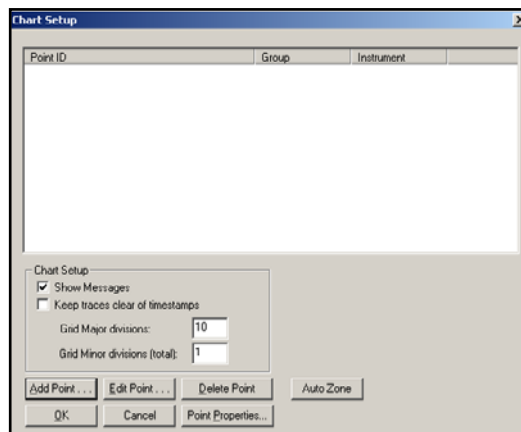 Chart Setup
Point ID Group Instrument
Chart Setup
Show Messages
Keep traces clear of timestamps
Grid Major divisions: 10
Grid Minor divisions (total): 1
Add Point . . . Edit Point . . . Delete Point Auto Zone
OK Cancel Point Properties...